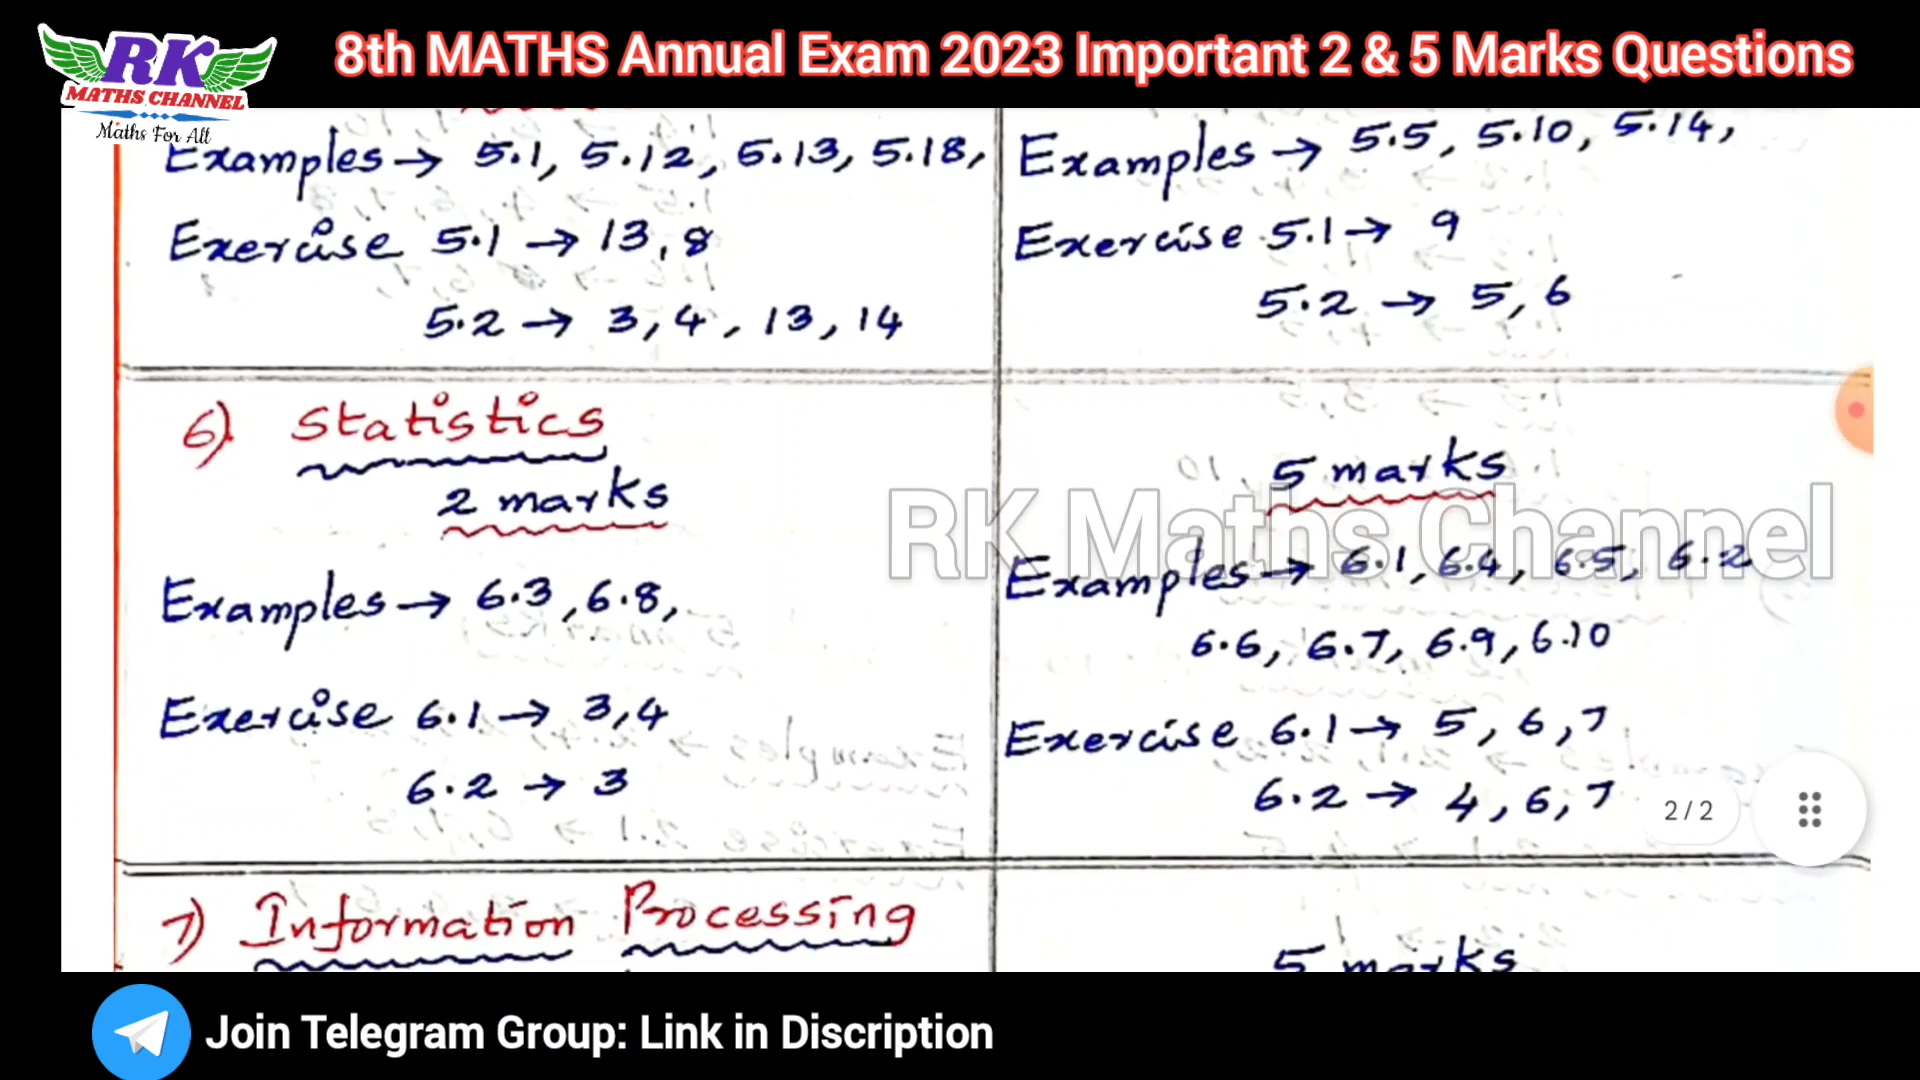 RK
MATHS CHANNEL
Maths For All
8th MATHS Annual Exam 2023 Important 2 & 5 Marks Questions
Examples → 5.1, 5.12, 5.13, 5.18,
Exercise 5.1 → 13, 8
5.2 → 3, 4, 13, 14
Examples → 5.5, 5.10, 5.14,
Exercise 5.1 → 9
5.2 → 5, 6
6) Statistics
2 marks
Examples → 6.3, 6.8,
Exercise 6.1 → 3, 4
6.2 → 3
5 marks
RK Maths Channel
Examples → 6.1, 6.4, 6.5, 6.2
6.6, 6.7, 6.9, 6.10
Exercise 6.1 → 5, 6, 7
6.2 → 4, 6, 7
2 / 2
7) Information Processing
5 marks
Join Telegram Group: Link in Discription